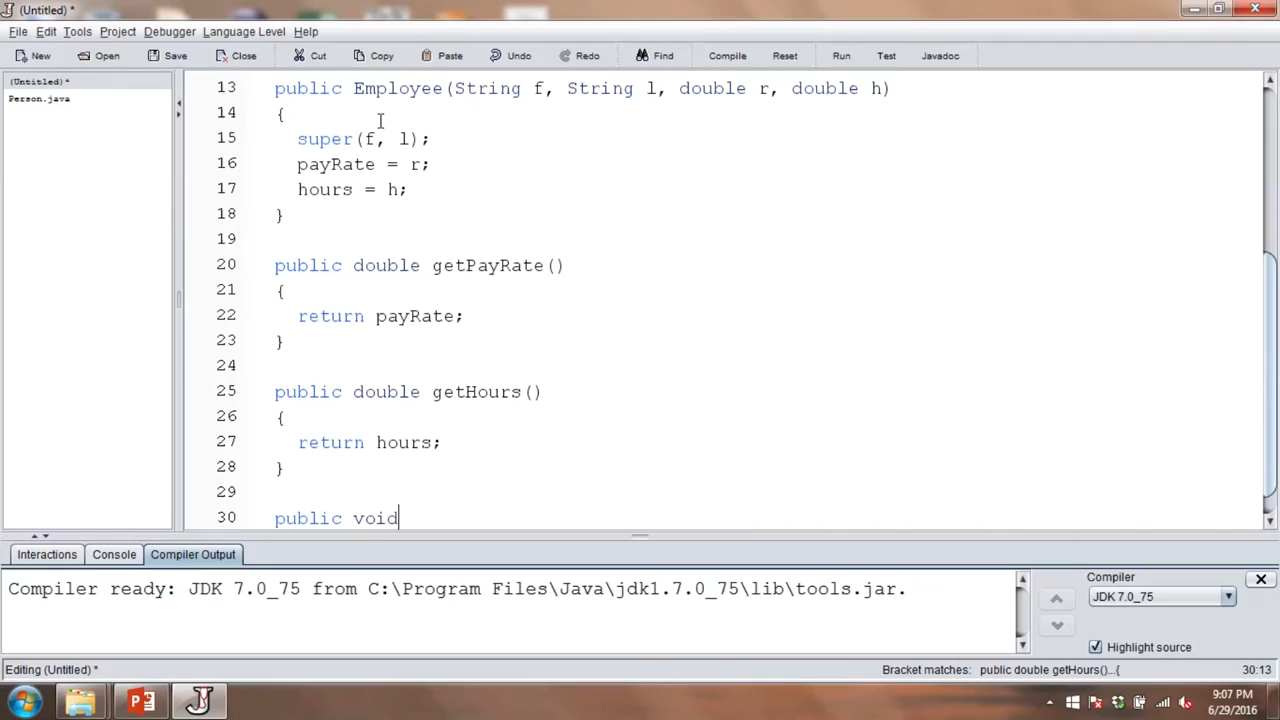 (Untitled) *
File Edit Tools Project Debugger Language Level Help
New Open Save Close Cut Copy Paste Undo Redo Find Compile Reset Run Test Javadoc
(Untitled) *
Person.java
13 public Employee(String f, String l, double r, double h)
14 {
15 super(f, l);
16 payRate = r;
17 hours = h;
18 }
19
20 public double getPayRate()
21 {
22 return payRate;
23 }
24
25 public double getHours()
26 {
27 return hours;
28 }
29
30 public void
Interactions Console Compiler Output
Compiler ready: JDK 7.0_75 from C:\Program Files\Java\jdk1.7.0_75\lib\tools.jar.
Compiler
JDK 7.0_75
Highlight source
Editing (Untitled) *
Bracket matches: public double getHours()...{
30:13
9:07 PM
6/29/2016